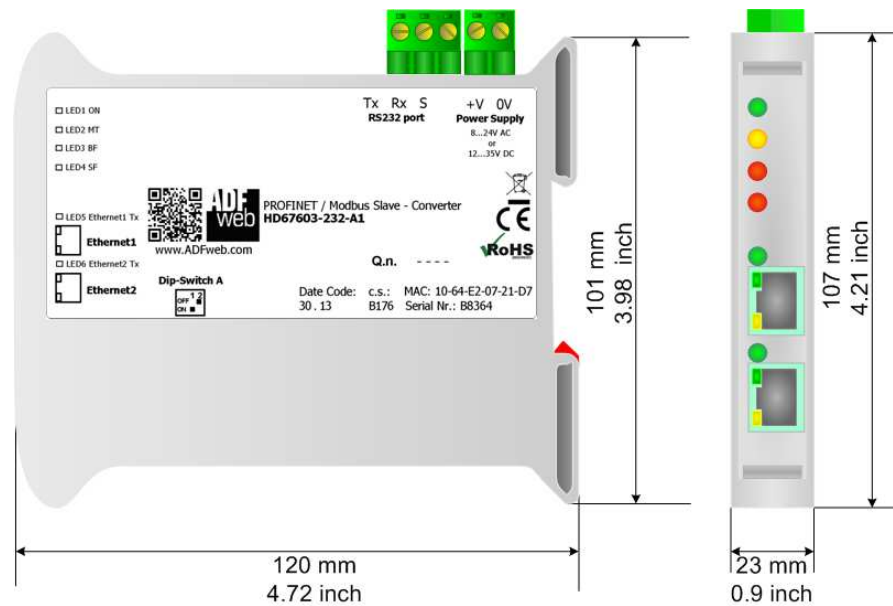 Tx Rx S
RS232 port
+V 0V
Power Supply
8...24V AC
or
12...35V DC
LED1 ON
LED2 MT
LED3 BF
LED4 SF
ADF
web
www.ADFweb.com
PROFINET / Modbus Slave - Converter
HD67603-232-A1
CE
RoHS
LED5 Ethernet1 Tx
Ethernet1
LED6 Ethernet2 Tx
Ethernet2
Dip-Switch A
1 2
OFF
ON
Q.n. - - - -
Date Code: c.s.: MAC: 10-64-E2-07-21-D7
30 . 13 B176 Serial Nr.: B8364
101 mm
3.98 inch
107 mm
4.21 inch
120 mm
4.72 inch
23 mm
0.9 inch